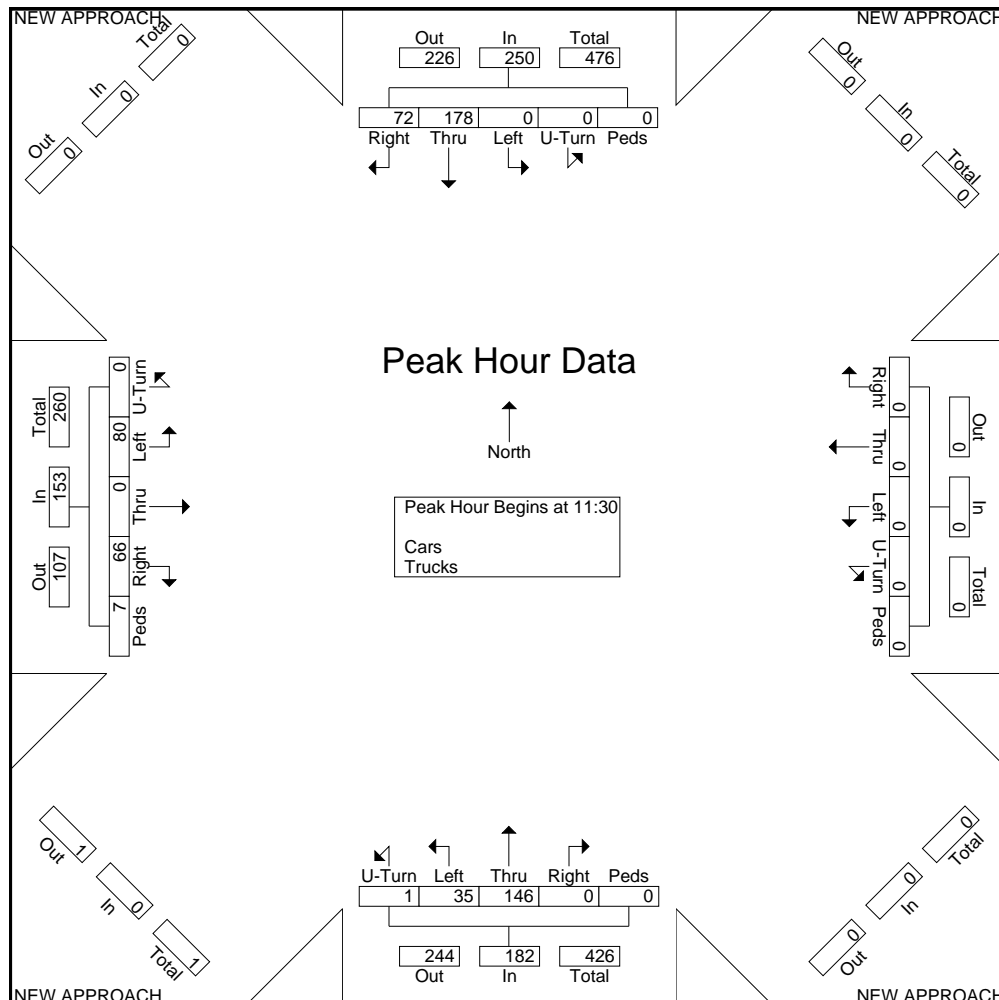 NEW APPROACH
Total
0
In
0
Out
0
Out In Total
226 250 476
72 178 0 0 0
Right Thru Left U-Turn Peds
NEW APPROACH
Out
0
In
0
Total
0
Peak Hour Data
North
Peak Hour Begins at 11:30
Cars
Trucks
Total
260
In
153
Out
107
0
U-Turn
80
Left
0
Thru
66
Right
7
Peds
Right
0
Thru
0
Left
0
U-Turn
0
Peds
0
Out
0
In
0
Total
0
Out
1
In
0
Total
1
NEW APPROACH
U-Turn Left Thru Right Peds
1 35 146 0 0
244 182 426
Out In Total
0
Total
0
In
0
Out
NEW APPROACH